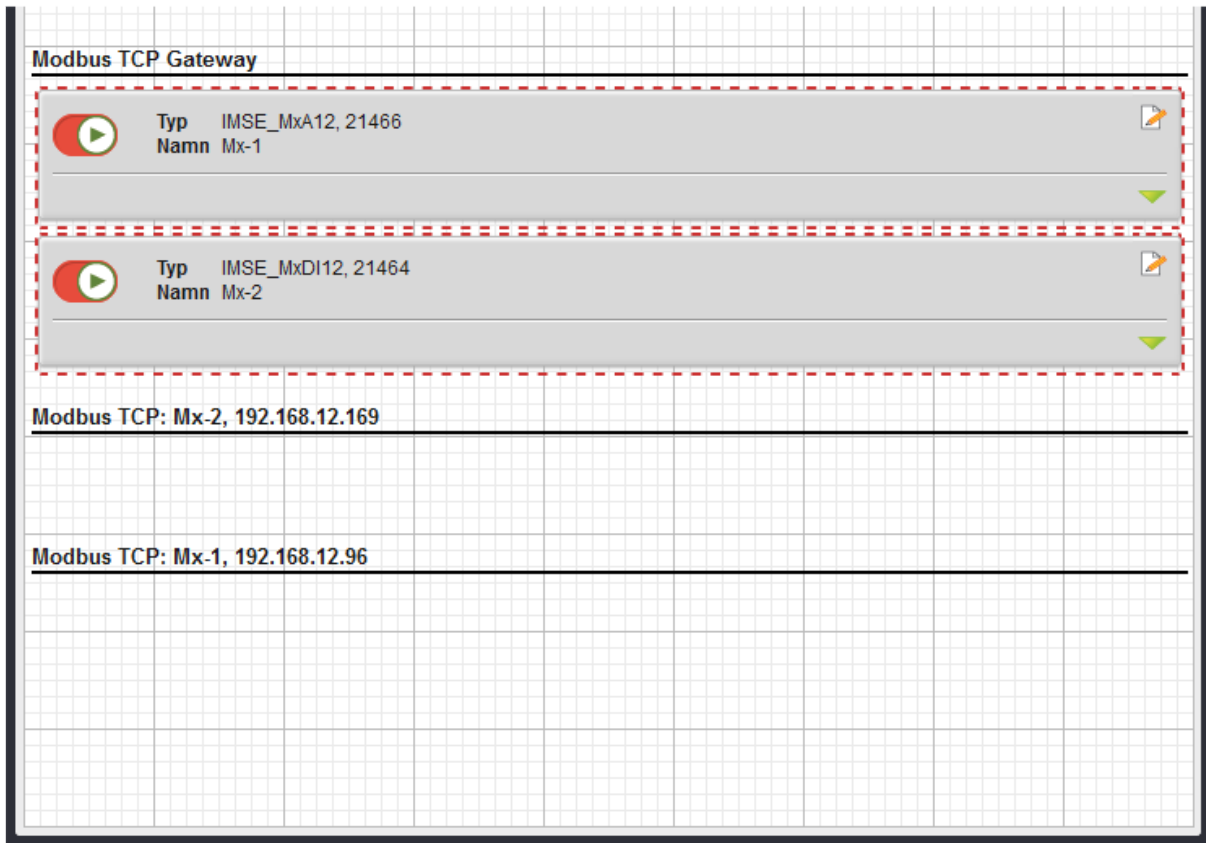 Modbus TCP Gateway
Typ IMSE_MxA12, 21466
Namn Mx-1
Typ IMSE_MxDI12, 21464
Namn Mx-2
Modbus TCP: Mx-2, 192.168.12.169
Modbus TCP: Mx-1, 192.168.12.96